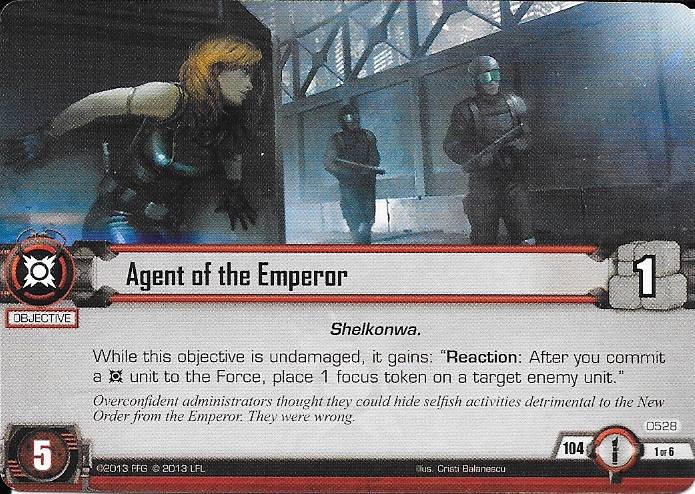 Agent of the Emperor
1
OBJECTIVE
Shelkonwa.
While this objective is undamaged, it gains: “Reaction: After you commit
a unit to the Force, place 1 focus token on a target enemy unit.”
Overconfident administrators thought they could hide selfish activities detrimental to the New
Order from the Emperor. They were wrong.
0528
5
©2013 FFG © 2013 LFL
Illus. Cristi Balanescu
104
1 OF 6